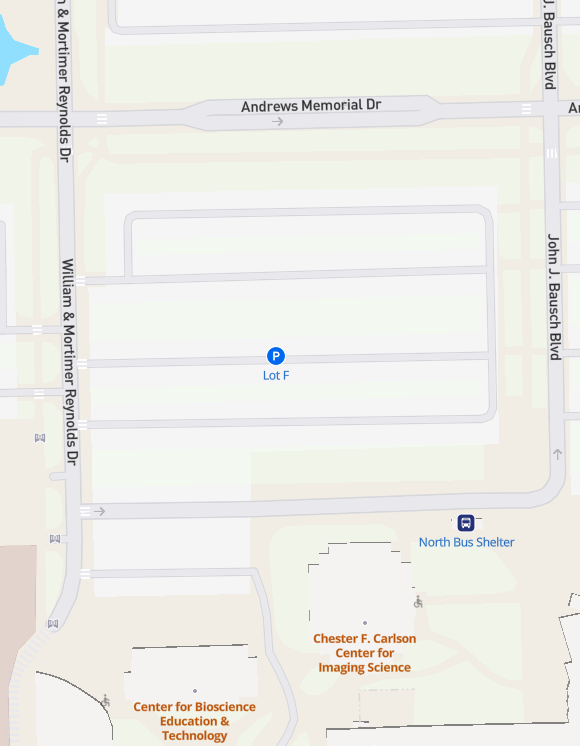 n & Mortimer Reynolds Dr
J. Bausch Blvd
Andrews Memorial Dr
A
William & Mortimer Reynolds Dr
John J. Bausch Blvd
P
Lot F
North Bus Shelter
Chester F. Carlson
Center for
Imaging Science
Center for Bioscience
Education &
Technology